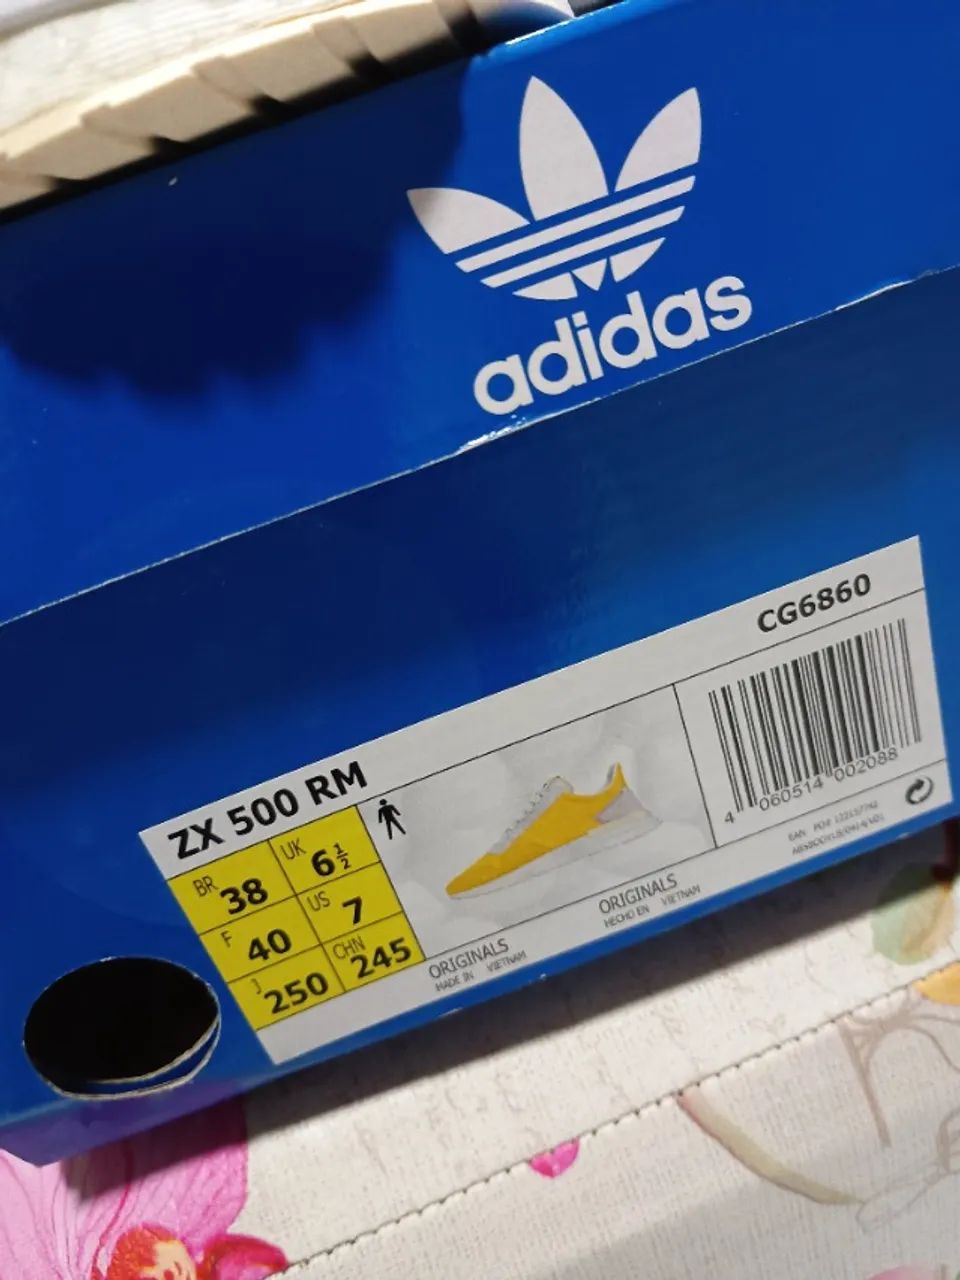 adidas
CG6860
ZX 500 RM
BR 38
UK 6½
F 40
US 7
J 250
CHN 245
4 060514 002088
ORIGINALS
MADE IN VIETNAM
ORIGINALS
HECHO EN VIETNAM
EAN